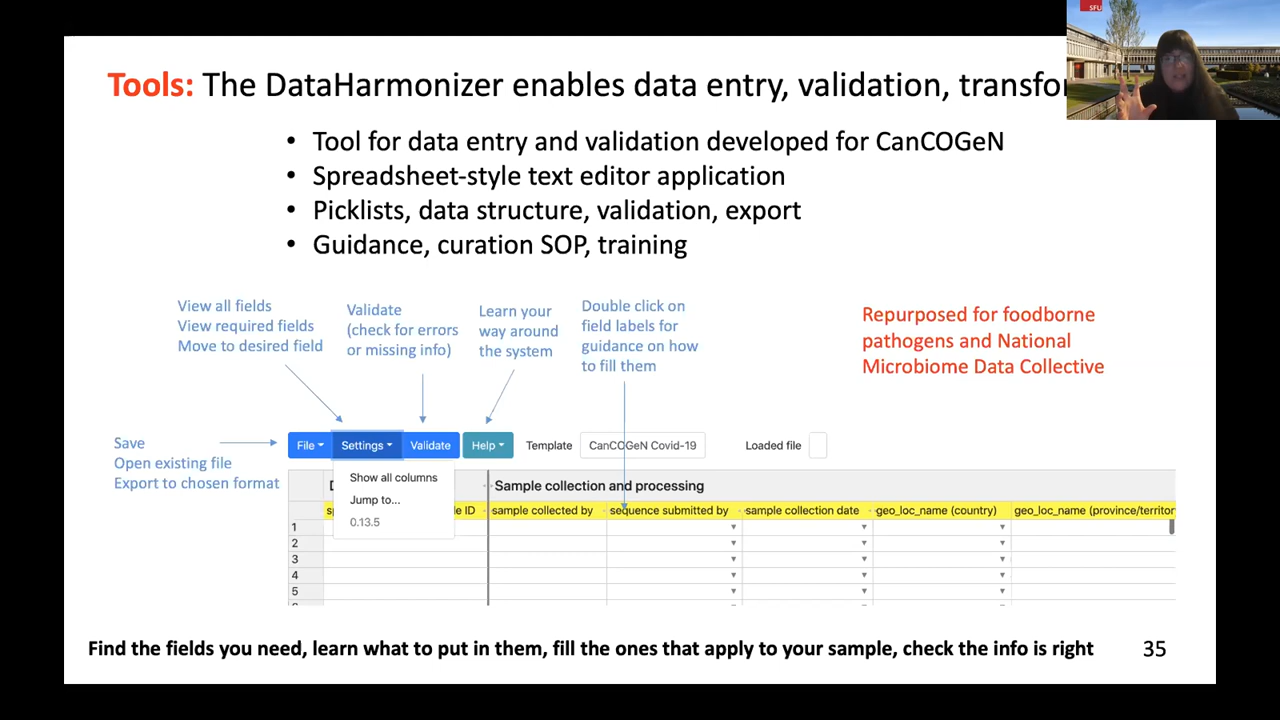 SFU
Tools: The DataHarmonizer enables data entry, validation, transfo
• Tool for data entry and validation developed for CanCOGeN
• Spreadsheet-style text editor application
• Picklists, data structure, validation, export
• Guidance, curation SOP, training
View all fields
View required fields
Move to desired field
Validate
(check for errors
or missing info)
Learn your
way around
the system
Double click on
field labels for
guidance on how
to fill them
Repurposed for foodborne
pathogens and National
Microbiome Data Collective
Save
Open existing file
Export to chosen format
File Settings Validate Help Template CanCOGeN Covid-19 Loaded file
Show all columns
Jump to...
0.13.5
D Sample collection and processing
sp le ID sample collected by sequence submitted by sample collection date geo_loc_name (country) geo_loc_name (province/territor
1
2
3
4
5
Find the fields you need, learn what to put in them, fill the ones that apply to your sample, check the info is right
35